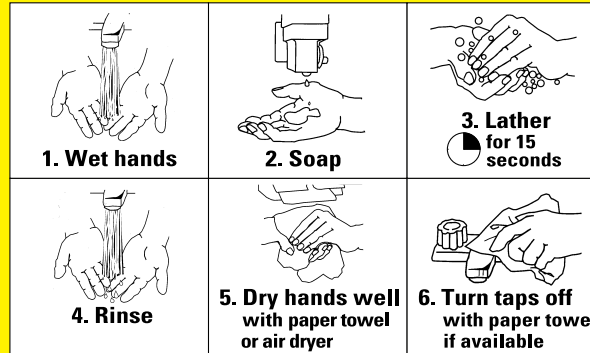 1. Wet hands
2. Soap
3. Lather
for 15
seconds
4. Rinse
5. Dry hands well
with paper towel
or air dryer
6. Turn taps off
with paper towe
if available